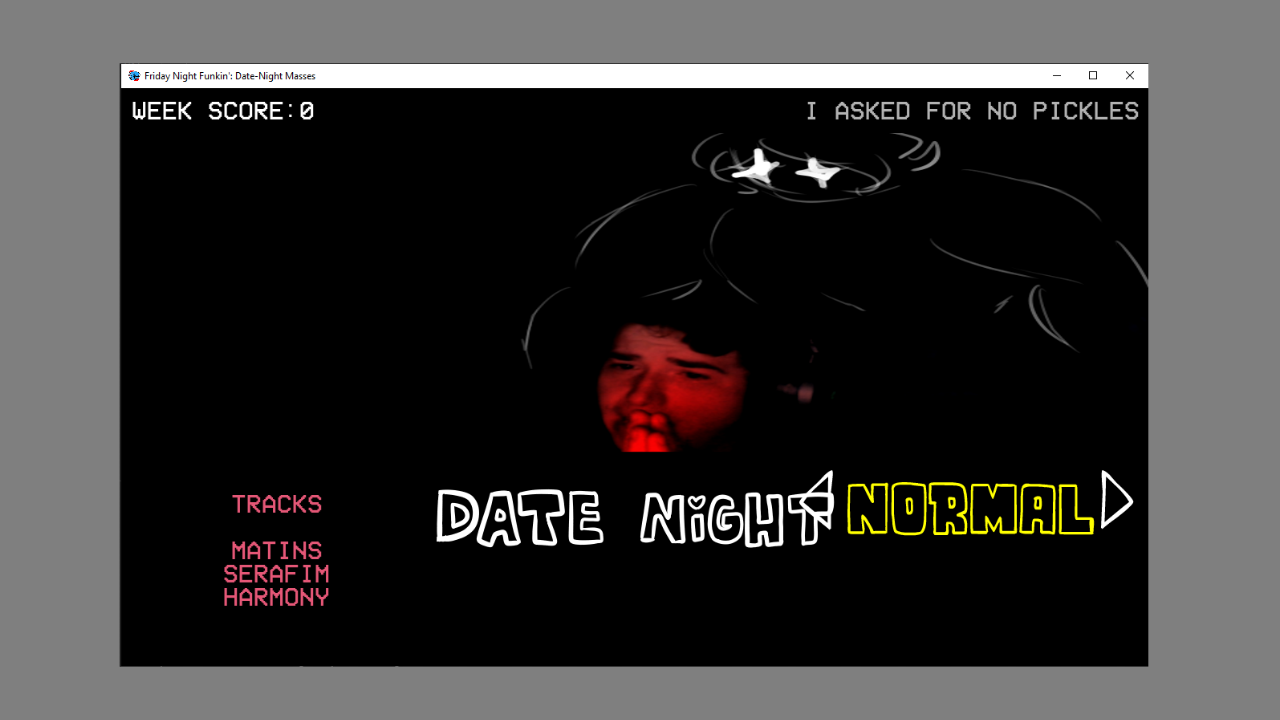 Friday Night Funkin': Date-Night Masses
WEEK SCORE:0
I ASKED FOR NO PICKLES
DATE NIGHT
NORMAL
TRACKS
MATINS
SERAFIM
HARMONY